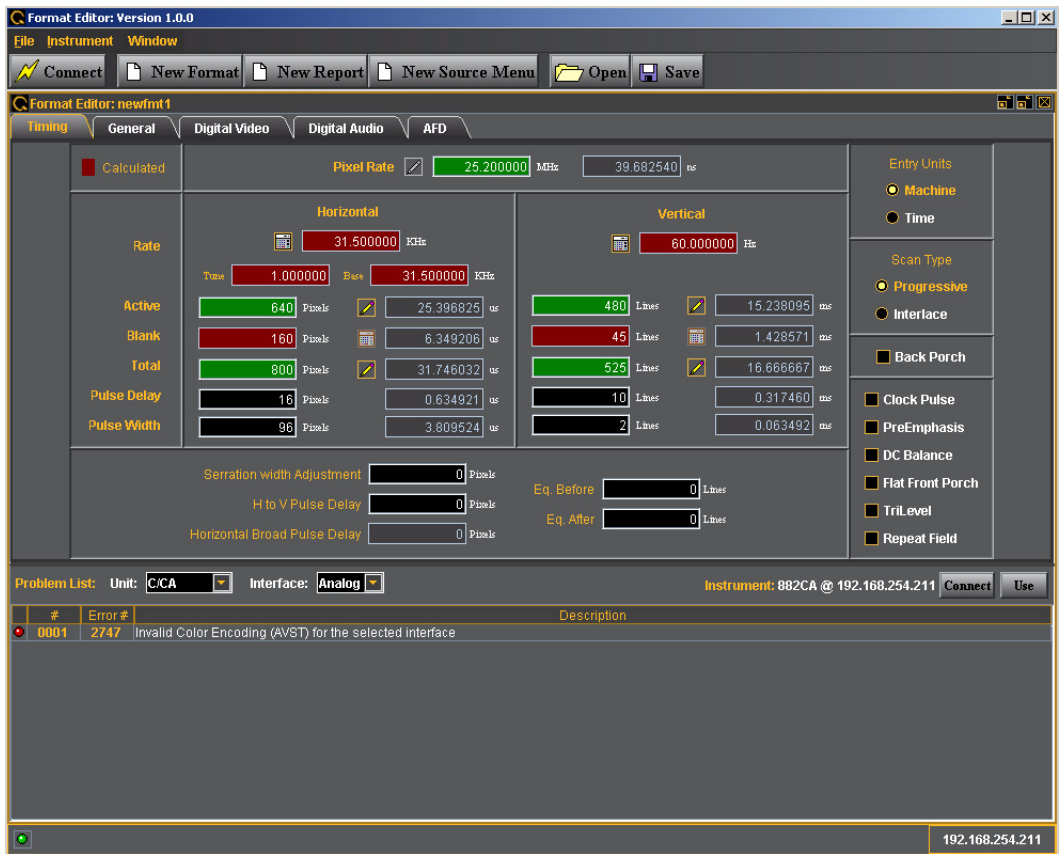 Format Editor: Version 1.0.0
File Instrument Window
Connect New Format New Report New Source Menu Open Save
Format Editor: newfmt1
Timing General Digital Video Digital Audio AFD
Calculated Pixel Rate 25.200000 MHz 39.682540 ns
Entry Units
Machine
Time
Horizontal Vertical
Rate 31.500000 KHz 60.000000 Hz
Tune 1.000000 Base 31.500000 KHz
Scan Type
Progressive
Interlace
Active 640 Pixels 25.396825 us 480 Lines 15.238095 ms
Blank 160 Pixels 6.349206 us 45 Lines 1.428571 ms
Total 800 Pixels 31.746032 us 525 Lines 16.666667 ms
Pulse Delay 16 Pixels 0.634921 us 10 Lines 0.317460 ms
Pulse Width 96 Pixels 3.809524 us 2 Lines 0.063492 ms
Back Porch
Clock Pulse
PreEmphasis
DC Balance
Flat Front Porch
TriLevel
Repeat Field
Serration width Adjustment 0 Pixels
H to V Pulse Delay 0 Pixels
Horizontal Broad Pulse Delay 0 Pixels
Eq. Before 0 Lines
Eq. After 0 Lines
Problem List: Unit: C/CA Interface: Analog Instrument: 882CA @ 192.168.254.211 Connect Use
# Error # Description
0001 2747 Invalid Color Encoding (AVST) for the selected interface
192.168.254.211